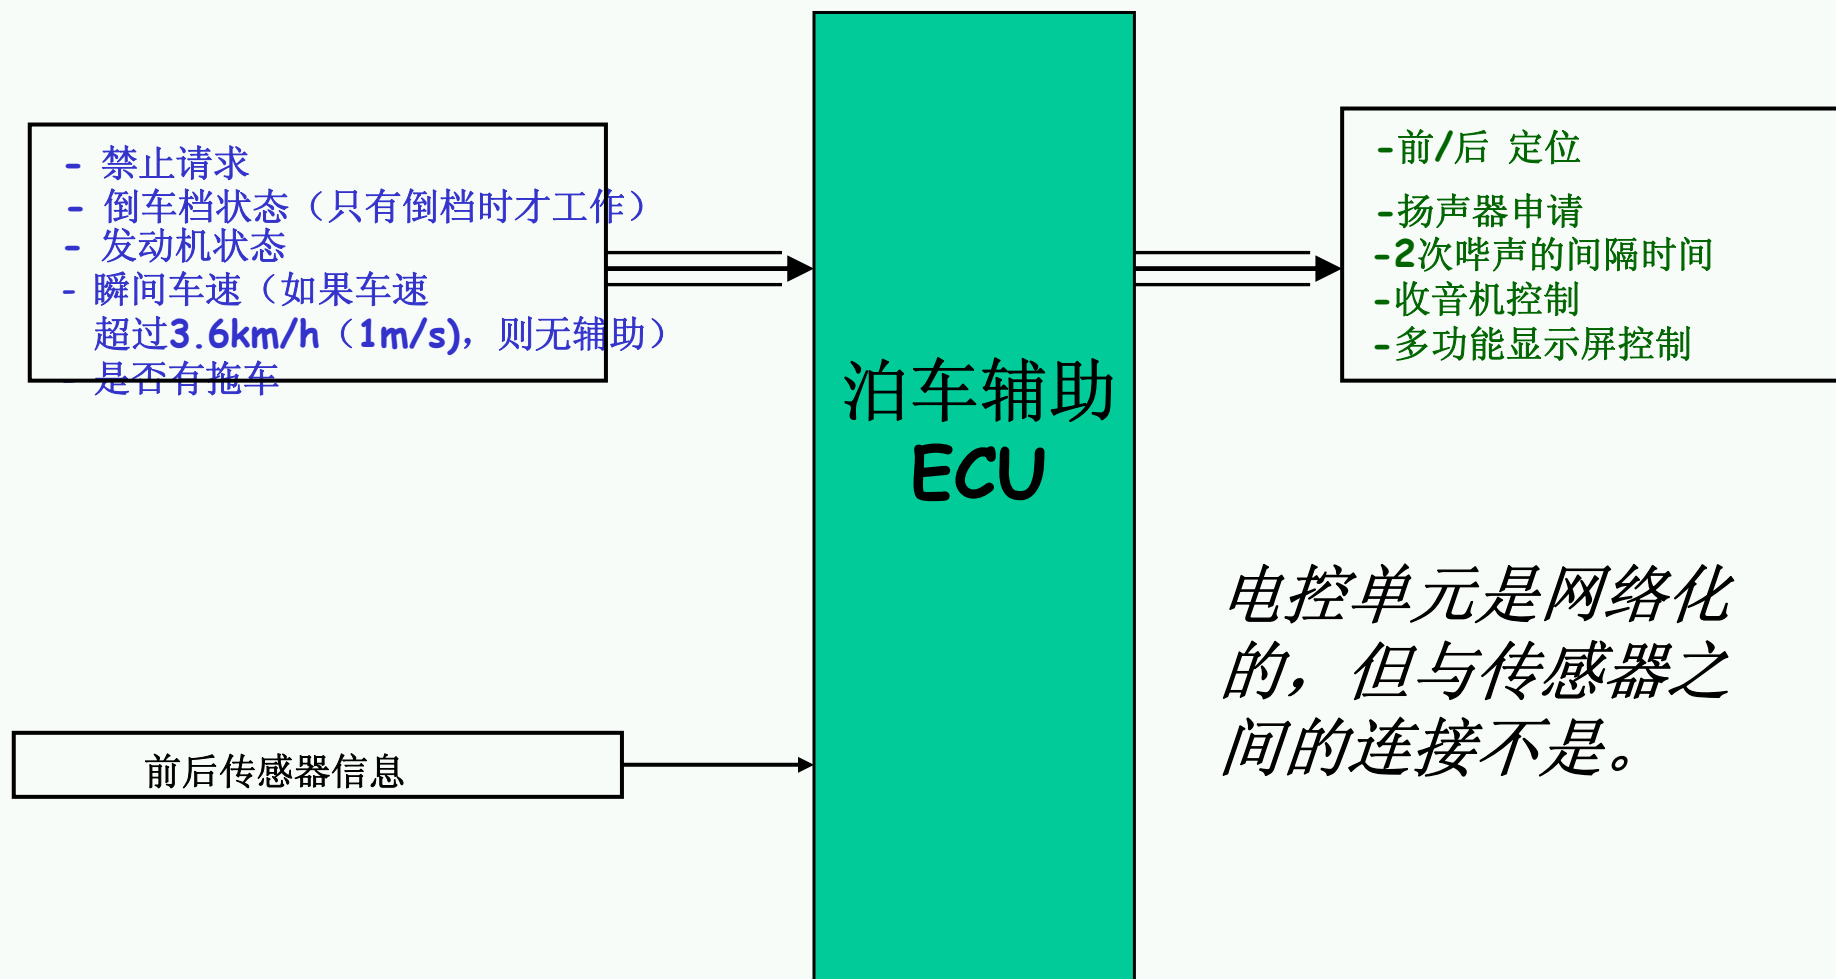 - 禁止请求
- 倒车档状态（只有倒档时才工作）
- 发动机状态
- 瞬间车速（如果车速
超过3.6km/h（1m/s)，则无辅助）
- 是否有拖车
前后传感器信息
泊车辅助
ECU
-前/后 定位
-扬声器申请
-2次哔声的间隔时间
-收音机控制
-多功能显示屏控制
电控单元是网络化
的，但与传感器之
间的连接不是。